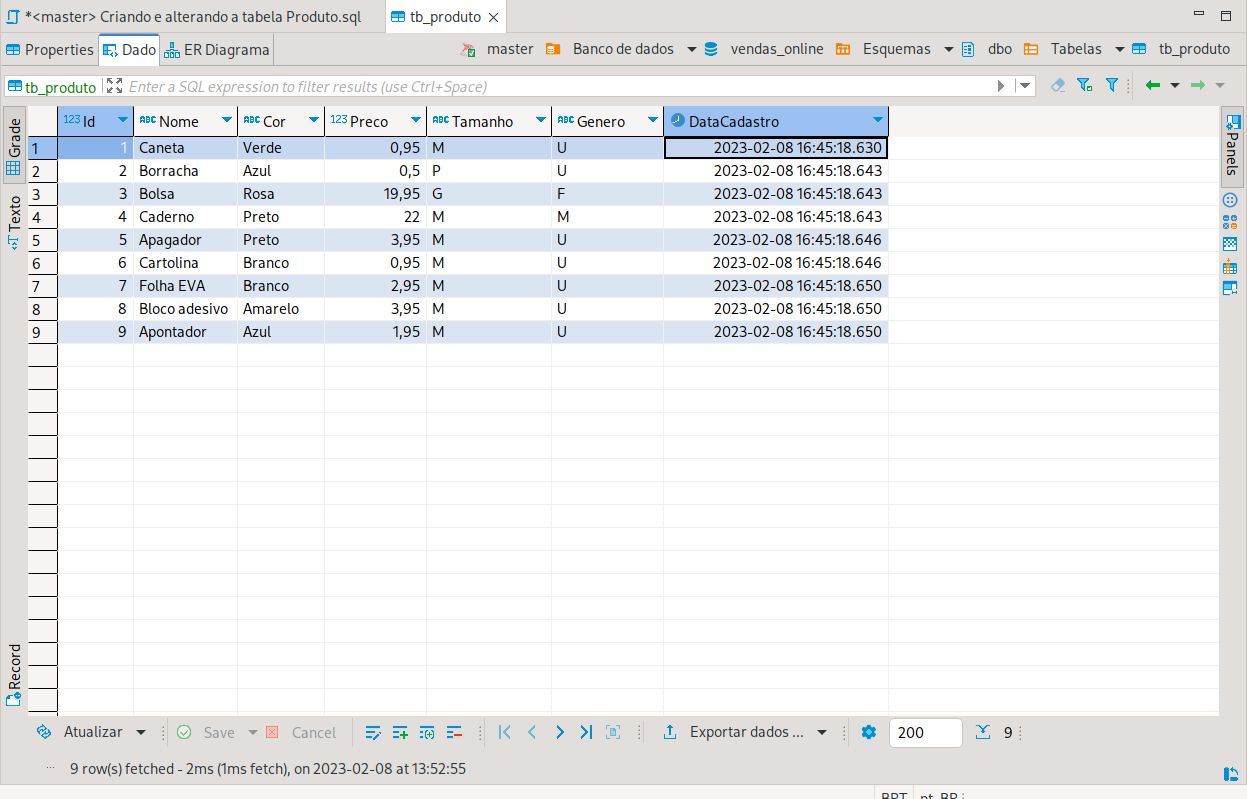 *<master> Criando e alterando a tabela Produto.sql tb_produto
Properties Dado ER Diagrama master Banco de dados vendas_online Esquemas dbo Tabelas tb_produto
tb_produto Enter a SQL expression to filter results (use Ctrl+Space)
Grade
Texto
Record
Panels
123 Id ABC Nome ABC Cor 123 Preco ABC Tamanho ABC Genero DataCadastro
1 1 Caneta Verde 0,95 M U 2023-02-08 16:45:18.630
2 2 Borracha Azul 0,5 P U 2023-02-08 16:45:18.643
3 3 Bolsa Rosa 19,95 G F 2023-02-08 16:45:18.643
4 4 Caderno Preto 22 M M 2023-02-08 16:45:18.643
5 5 Apagador Preto 3,95 M U 2023-02-08 16:45:18.646
6 6 Cartolina Branco 0,95 M U 2023-02-08 16:45:18.646
7 7 Folha EVA Branco 2,95 M U 2023-02-08 16:45:18.650
8 8 Bloco adesivo Amarelo 3,95 M U 2023-02-08 16:45:18.650
9 9 Apontador Azul 1,95 M U 2023-02-08 16:45:18.650
Atualizar Save Cancel Exportar dados ... 200 9
... 9 row(s) fetched - 2ms (1ms fetch), on 2023-02-08 at 13:52:55
BRT pt_BR